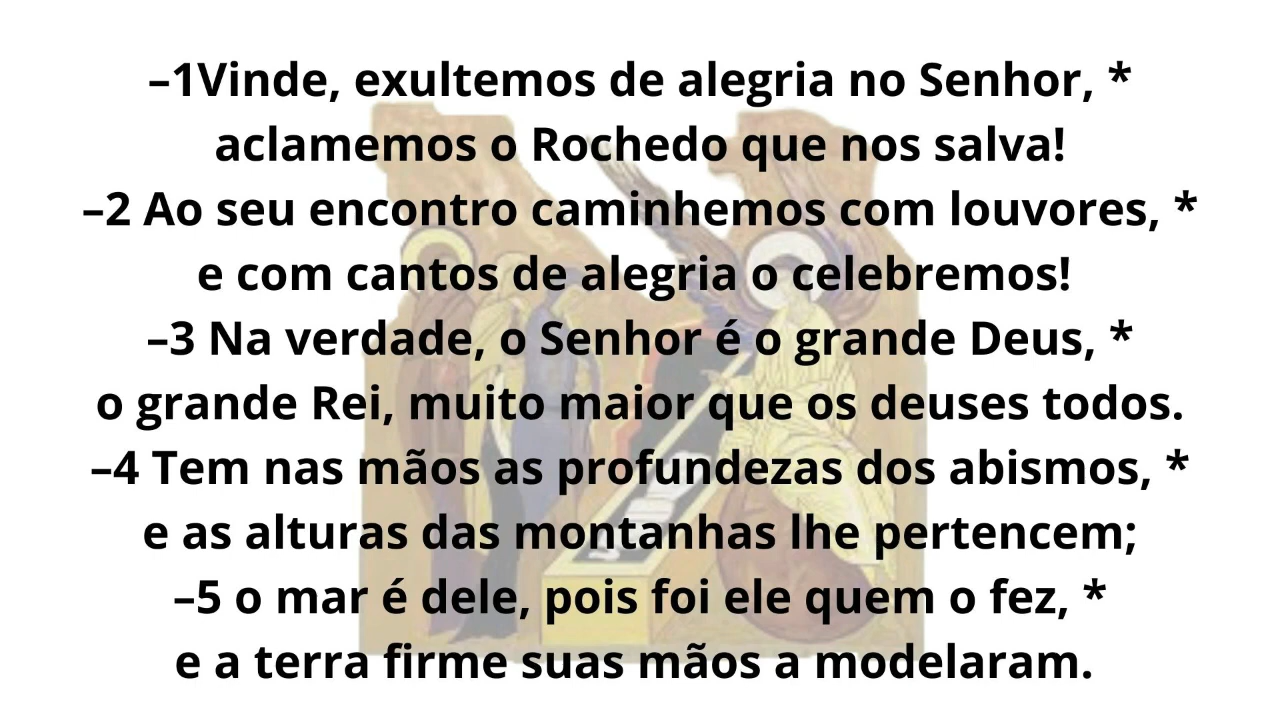 –1Vinde, exultemos de alegria no Senhor, *
aclamemos o Rochedo que nos salva!
–2 Ao seu encontro caminhemos com louvores, *
e com cantos de alegria o celebremos!
–3 Na verdade, o Senhor é o grande Deus, *
o grande Rei, muito maior que os deuses todos.
–4 Tem nas mãos as profundezas dos abismos, *
e as alturas das montanhas lhe pertencem;
–5 o mar é dele, pois foi ele quem o fez, *
e a terra firme suas mãos a modelaram.